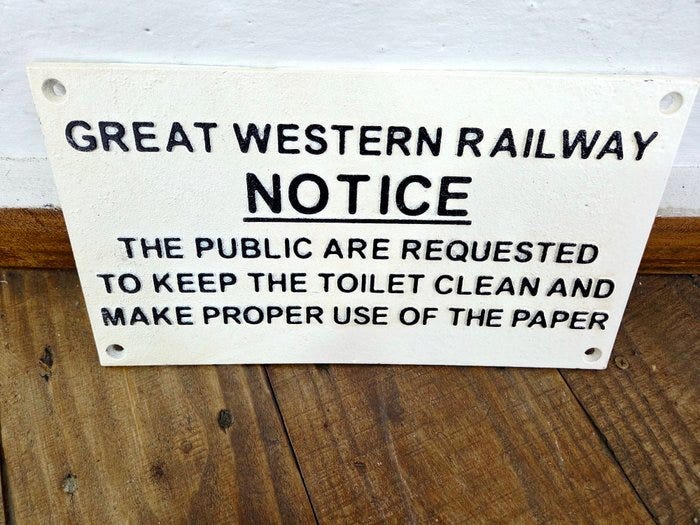 GREAT WESTERN RAILWAY
NOTICE
THE PUBLIC ARE REQUESTED
TO KEEP THE TOILET CLEAN AND
MAKE PROPER USE OF THE PAPER